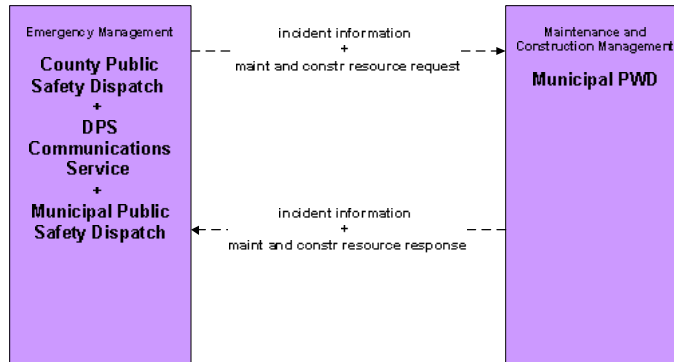 Emergency Management
County Public
Safety Dispatch
+
DPS
Communications
Service
+
Municipal Public
Safety Dispatch
incident information
+
maint and constr resource request
incident information
+
maint and constr resource response
Maintenance and
Construction Management
Municipal PWD